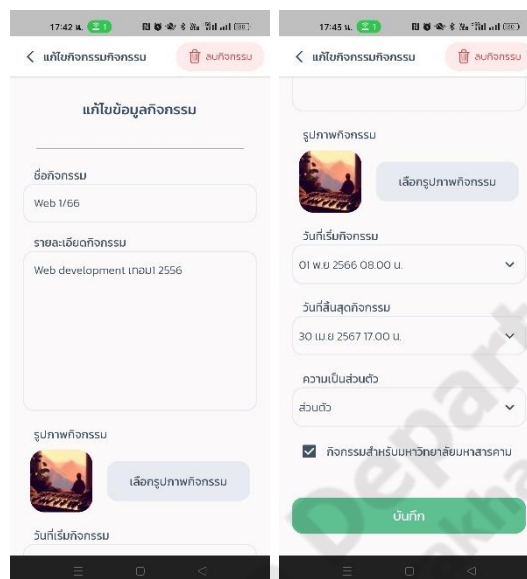 17:42 น.
แก้ไขกิจกรรมกิจกรรม
ลบกิจกรรม
แก้ไขข้อมูลกิจกรรม
ชื่อกิจกรรม
Web 1/66
รายละเอียดกิจกรรม
Web development เทอม1 2556
รูปภาพกิจกรรม
เลือกรูปภาพกิจกรรม
วันที่เริ่มกิจกรรม
17:43 น.
แก้ไขกิจกรรมกิจกรรม
ลบกิจกรรม
รูปภาพกิจกรรม
เลือกรูปภาพกิจกรรม
วันที่เริ่มกิจกรรม
01 พ.ย 2566 08.00 น.
วันที่สิ้นสุดกิจกรรม
30 เม.ย 2567 17.00 น.
ความเป็นส่วนตัว
ส่วนตัว
กิจกรรมสำหรับมหาวิทยาลัยมหาสารคาม
บันทึก